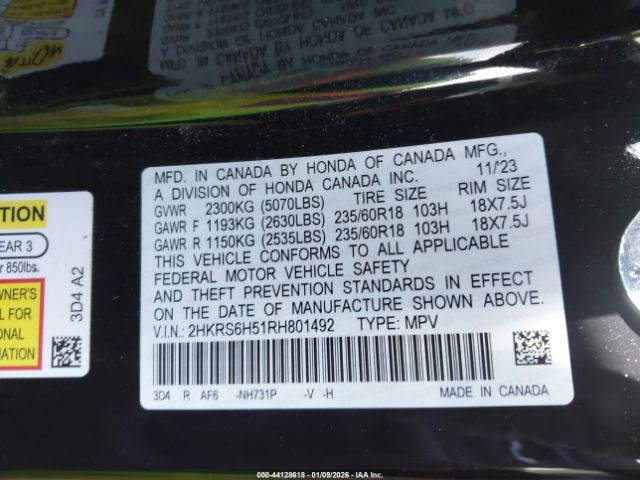 MFD. IN CANADA BY HONDA OF CANADA MFG.,
A DIVISION OF HONDA CANADA INC. 11/'23
GVWR 2300KG (5070LBS) TIRE SIZE RIM SIZE
GAWR F 1193KG (2630LBS) 235/60R18 103H 18X7.5J
GAWR R 1150KG (2535LBS) 235/60R18 103H 18X7.5J
THIS VEHICLE CONFORMS TO ALL APPLICABLE
FEDERAL MOTOR VEHICLE SAFETY
AND THEFT PREVENTION STANDARDS IN EFFECT
ON THE DATE OF MANUFACTURE SHOWN ABOVE.
V.I.N.: 2HKRS6H51RH801492 TYPE: MPV
3D4 R AF6 -NH731P -V -H MADE IN CANADA
TION
EAR 3
r 850lbs.
WNER'S
L FOR
ONAL
MATION
3D4 A2
000-44128618 - 01/09/2026 - IAA Inc.